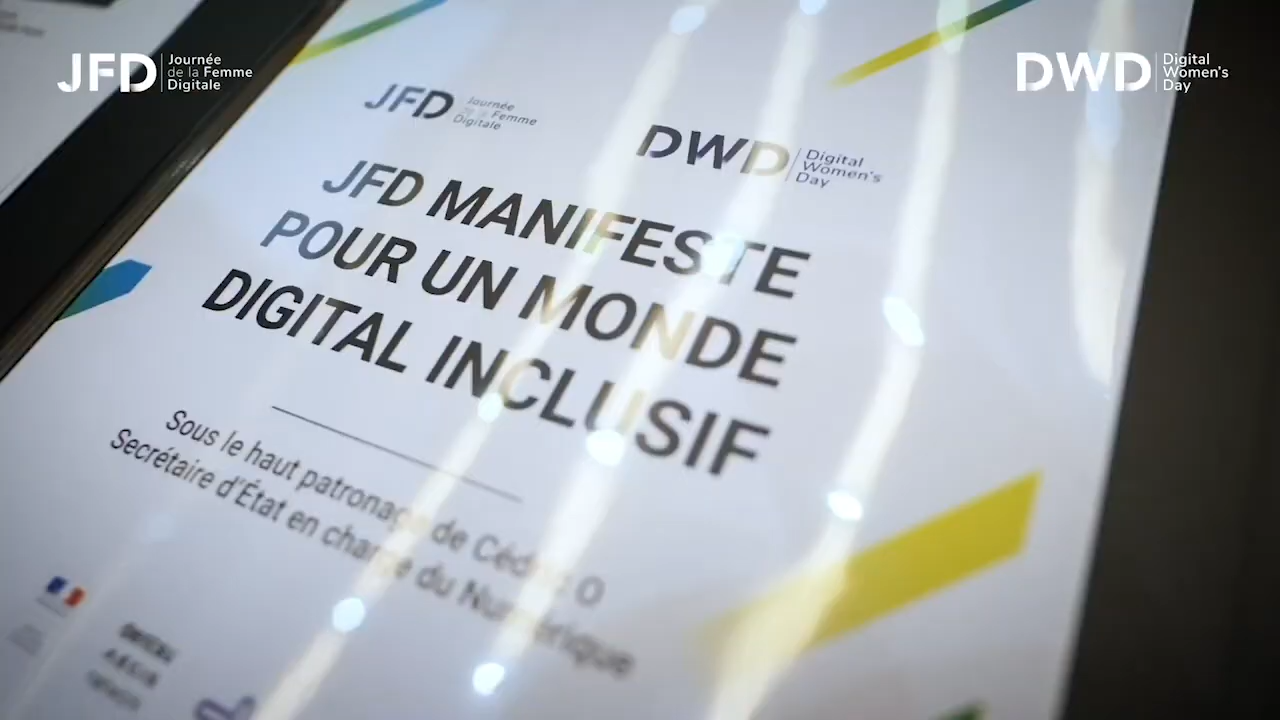 JFD Journée
de la Femme
Digitale
DWD Digital
Women's
Day
JFD Journée
de la Femme
Digitale
DWD Digital
Women's
Day
JFD MANIFESTE
POUR UN MONDE
DIGITAL INCLUSIF
Sous le haut patronage de Cédric O
Secrétaire d'État en charge du Numérique